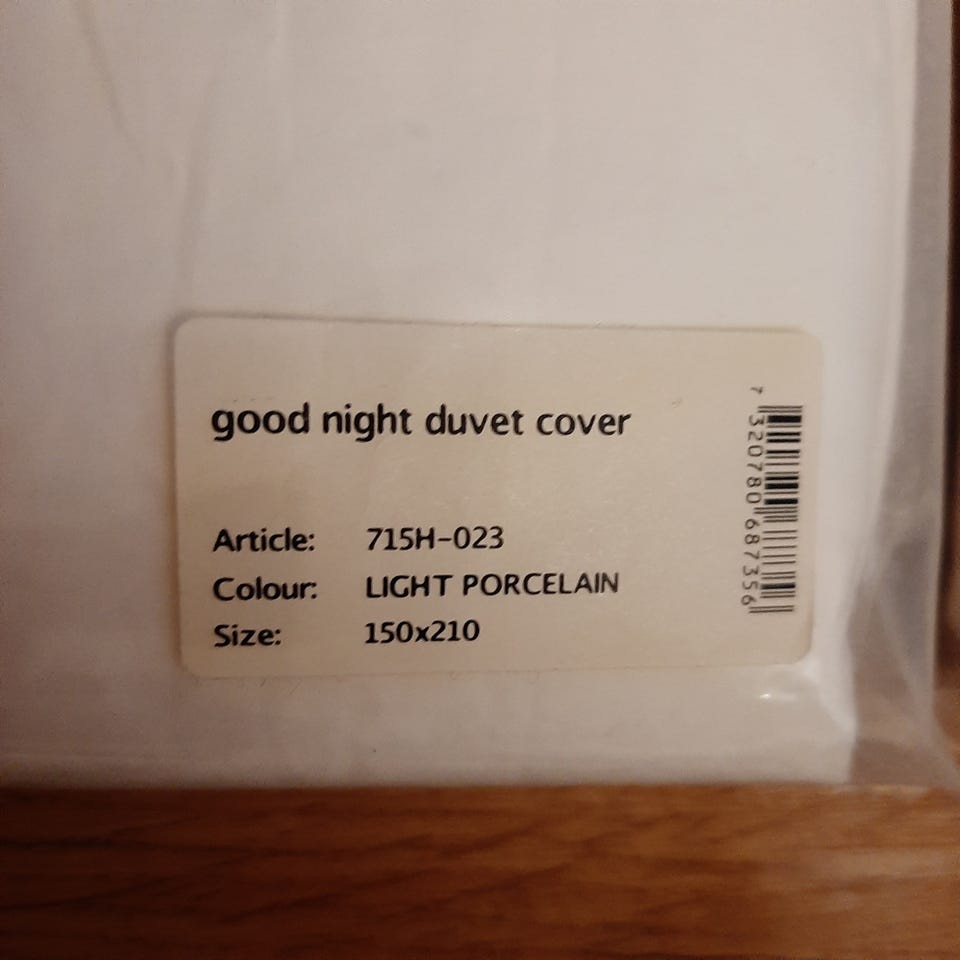 good night duvet cover
Article: 715H-023
Colour: LIGHT PORCELAIN
Size: 150x210
7 320780 687356